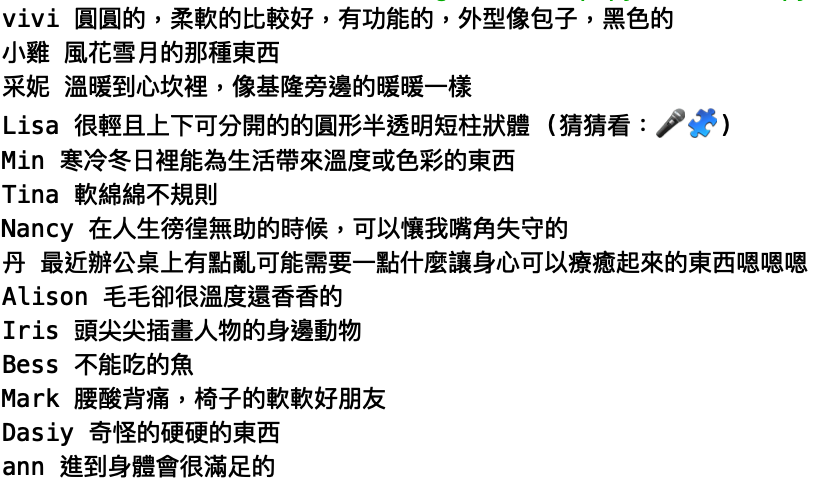 vivi 圓圓的，柔軟的比較好，有功能的，外型像包子，黑色的
小雞 風花雪月的那種東西
采妮 溫暖到心坎裡，像基隆旁邊的暖暖一樣
Lisa 很輕且上下可分開的的圓形半透明短柱狀體 (猜猜看：🎤🧩)
Min 寒冷冬日裡能為生活帶來溫度或色彩的東西
Tina 軟綿綿不規則
Nancy 在人生徬徨無助的時候，可以懷我嘴角失守的
丹 最近辦公桌上有點亂可能需要一點什麼讓身心可以療癒起來的東西嗯嗯嗯
Alison 毛毛卻很溫度還香香的
Iris 頭尖尖插畫人物的身邊動物
Bess 不能吃的魚
Mark 腰酸背痛，椅子的軟軟好朋友
Dasiy 奇怪的硬硬的東西
ann 進到身體會很滿足的